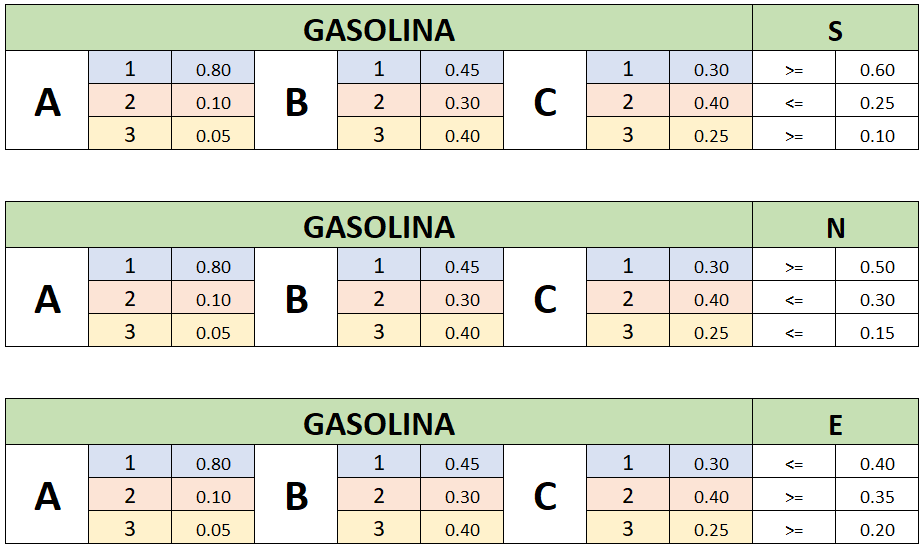 GASOLINA S
A 1 0.80 B 1 0.45 C 1 0.30 >= 0.60
2 0.10 2 0.30 2 0.40 <= 0.25
3 0.05 3 0.40 3 0.25 >= 0.10
GASOLINA N
A 1 0.80 B 1 0.45 C 1 0.30 >= 0.50
2 0.10 2 0.30 2 0.40 <= 0.30
3 0.05 3 0.40 3 0.25 <= 0.15
GASOLINA E
A 1 0.80 B 1 0.45 C 1 0.30 <= 0.40
2 0.10 2 0.30 2 0.40 >= 0.35
3 0.05 3 0.40 3 0.25 >= 0.20